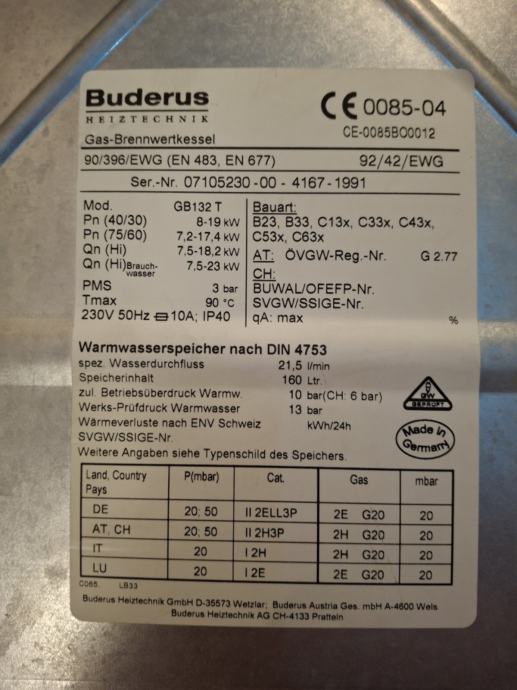 Buderus
HEIZTECHNIK
CE 0085-04
CE-0085BO0012
Gas-Brennwertkessel
90/396/EWG (EN 483, EN 677) 92/42/EWG
Ser.-Nr. 07105230-00 - 4167-1991
Mod. GB132 T
Pn (40/30) 8-19 kW
Pn (75/60) 7,2-17,4 kW
Qn (Hi) 7,5-18,2 kW
Qn (Hi)Brauch-wasser 7,5-23 kW
PMS 3 bar
Tmax 90 °C
230V 50Hz 10A; IP40
Bauart:
B23, B33, C13x, C33x, C43x,
C53x, C63x
AT: ÖVGW-Reg.-Nr. G 2.77
CH:
BUWAL/OFEFP-Nr.
SVGW/SSIGE-Nr.
qA: max %
Warmwasserspeicher nach DIN 4753
spez. Wasserdurchfluss 21,5 l/min
Speicherinhalt 160 Ltr.
zul. Betriebsüberdruck Warmw. 10 bar(CH: 6 bar)
Werks-Prüfdruck Warmwasser 13 bar
Wärmeverluste nach ENV Schweiz kWh/24h
SVGW/SSIGE-Nr.
Weitere Angaben siehe Typenschild des Speichers.
GEPRÜFT
Made in
Germany
Land, Country P(mbar) Cat. Gas mbar
Pays
DE 20; 50 II 2ELL3P 2E G20 20
AT, CH 20; 50 II 2H3P 2H G20 20
IT 20 I 2H 2H G20 20
LU 20 I 2E 2E G20 20
C065. LB33
Buderus Heiztechnik GmbH D-35573 Wetzlar; Buderus Austria Ges. mbH A-4600 Wels
Buderus Heiztechnik AG CH-4133 Pratteln